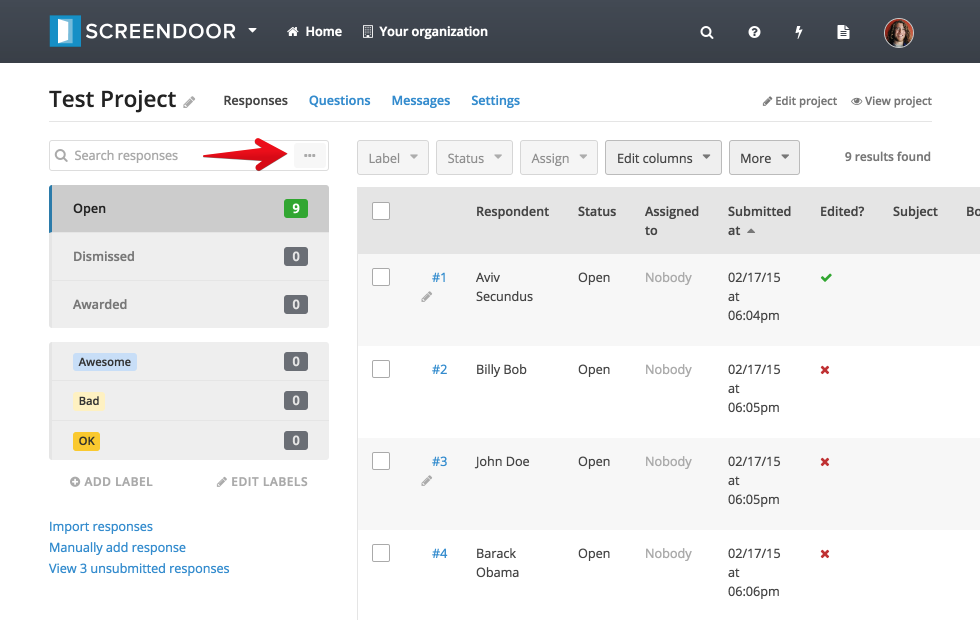 SCREENDOOR Home Your organization
Test Project Responses Questions Messages Settings Edit project View project
Search responses ... Label Status Assign Edit columns More 9 results found
Open 9
Dismissed 0
Awarded 0
Awesome 0
Bad 0
OK 0
ADD LABEL EDIT LABELS
Import responses
Manually add response
View 3 unsubmitted responses
Respondent Status Assigned to Submitted at Edited? Subject Bo
#1 Aviv Secundus Open Nobody 02/17/15 at 06:04pm
#2 Billy Bob Open Nobody 02/17/15 at 06:05pm
#3 John Doe Open Nobody 02/17/15 at 06:05pm
#4 Barack Obama Open Nobody 02/17/15 at 06:06pm